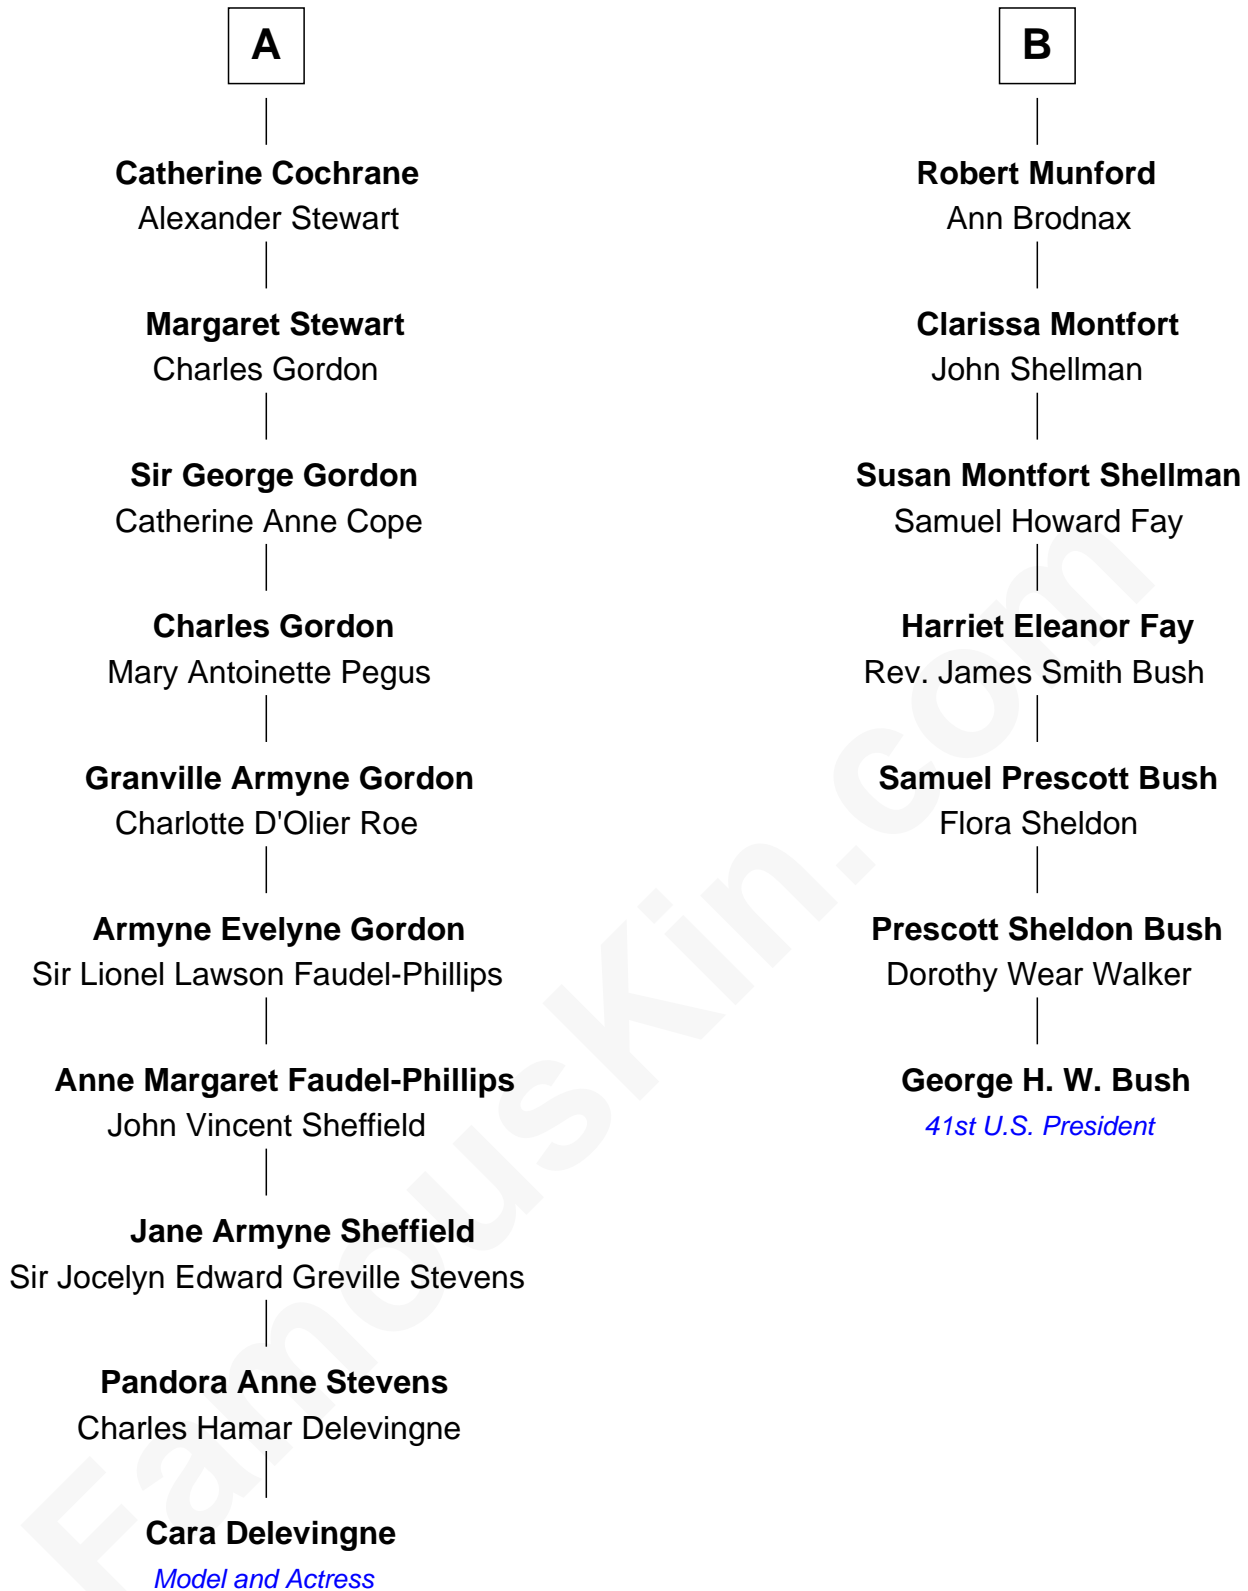 A
Catherine Cochrane
Alexander Stewart
Margaret Stewart
Charles Gordon
Sir George Gordon
Catherine Anne Cope
Charles Gordon
Mary Antoinette Pegus
Granville Armyne Gordon
Charlotte D'Olier Roe
Armyne Evelyne Gordon
Sir Lionel Lawson Faudel-Phillips
Anne Margaret Faudel-Phillips
John Vincent Sheffield
Jane Armyne Sheffield
Sir Jocelyn Edward Greville Stevens
Pandora Anne Stevens
Charles Hamar Delevingne
Cara Delevingne
Model and Actress
B
Robert Munford
Ann Brodnax
Clarissa Montfort
John Shellman
Susan Montfort Shellman
Samuel Howard Fay
Harriet Eleanor Fay
Rev. James Smith Bush
Samuel Prescott Bush
Flora Sheldon
Prescott Sheldon Bush
Dorothy Wear Walker
George H. W. Bush
41st U.S. President
FamousKin.com